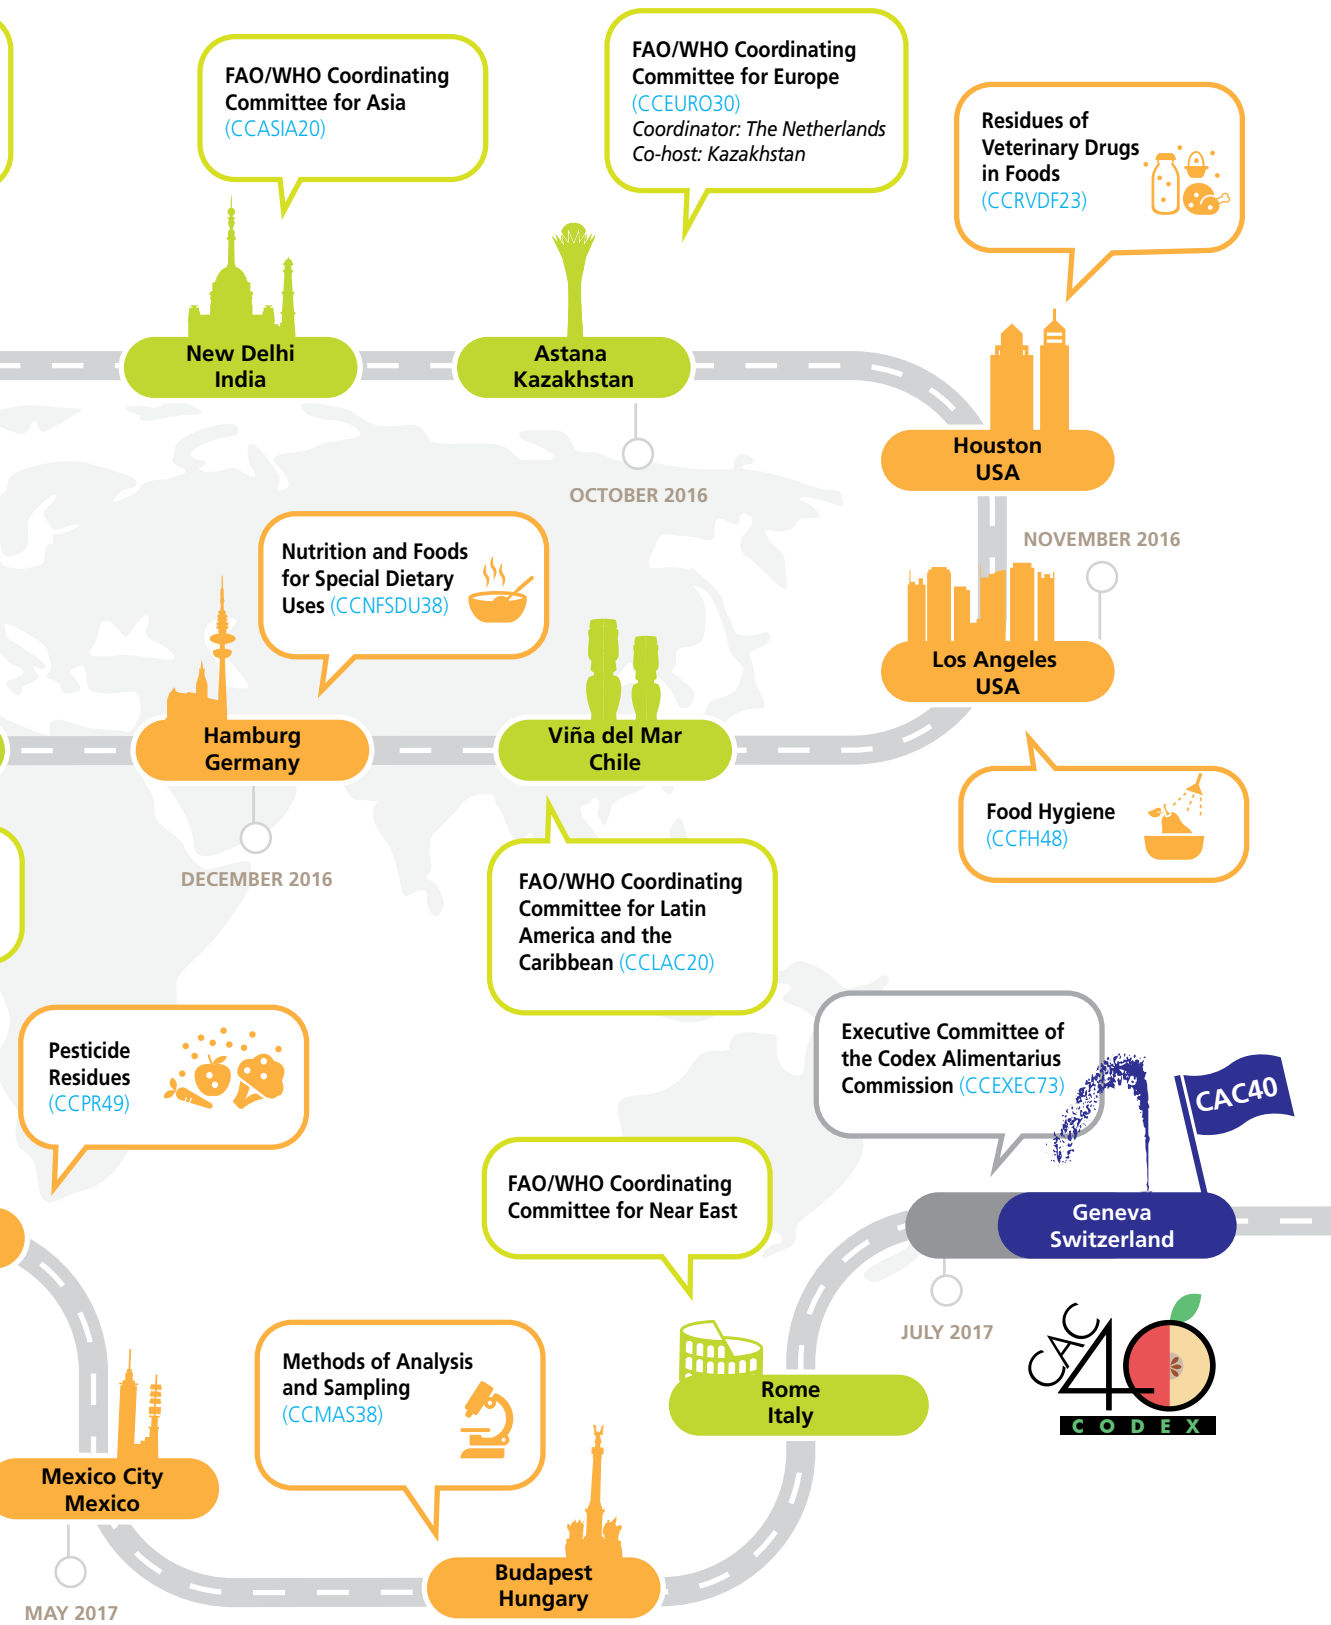 FAO/WHO Coordinating
Committee for Asia
(CCASIA20)
FAO/WHO Coordinating
Committee for Europe
(CCEURO30)
Coordinator: The Netherlands
Co-host: Kazakhstan
Residues of
Veterinary Drugs
in Foods
(CCRVDF23)
New Delhi
India
Astana
Kazakhstan
Houston
USA
OCTOBER 2016
NOVEMBER 2016
Nutrition and Foods
for Special Dietary
Uses (CCNFSDU38)
Los Angeles
USA
Hamburg
Germany
Viña del Mar
Chile
Food Hygiene
(CCFH48)
DECEMBER 2016
FAO/WHO Coordinating
Committee for Latin
America and the
Caribbean (CCLAC20)
Pesticide
Residues
(CCPR49)
Executive Committee of
the Codex Alimentarius
Commission (CCEXEC73)
CAC40
FAO/WHO Coordinating
Committee for Near East
Geneva
Switzerland
JULY 2017
CAC
40
CODEX
Methods of Analysis
and Sampling
(CCMAS38)
Rome
Italy
Mexico City
Mexico
Budapest
Hungary
MAY 2017